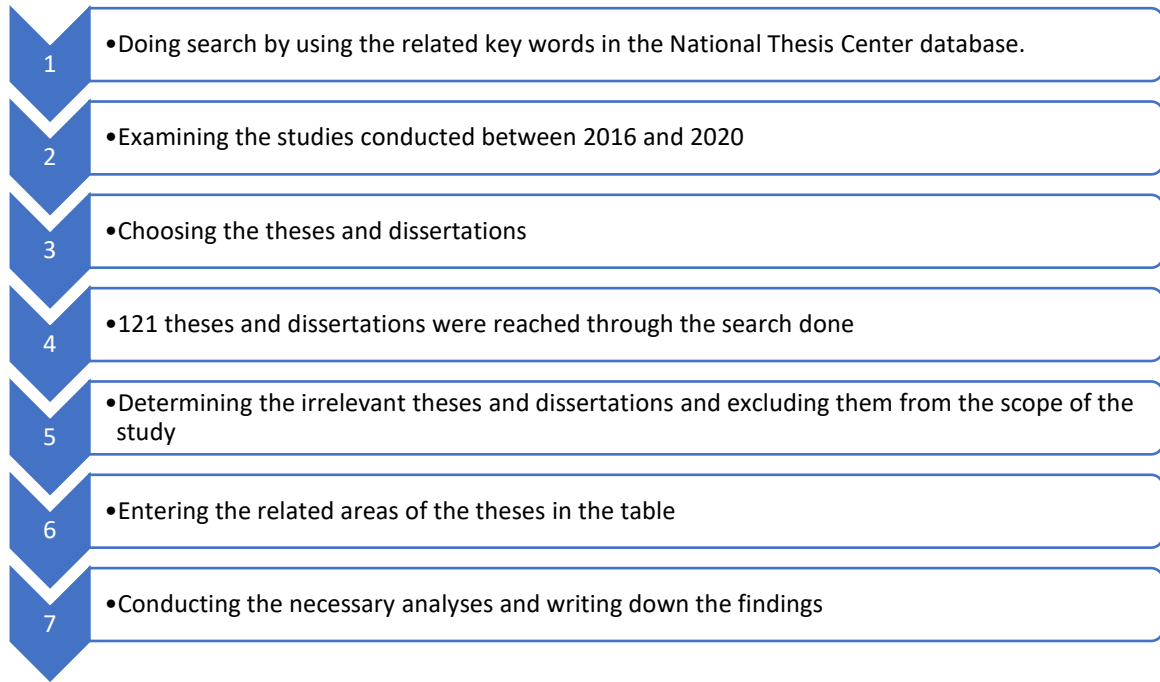 1
•Doing search by using the related key words in the National Thesis Center database.
2
•Examining the studies conducted between 2016 and 2020
3
•Choosing the theses and dissertations
4
•121 theses and dissertations were reached through the search done
5
•Determining the irrelevant theses and dissertations and excluding them from the scope of the
study
6
•Entering the related areas of the theses in the table
7
•Conducting the necessary analyses and writing down the findings